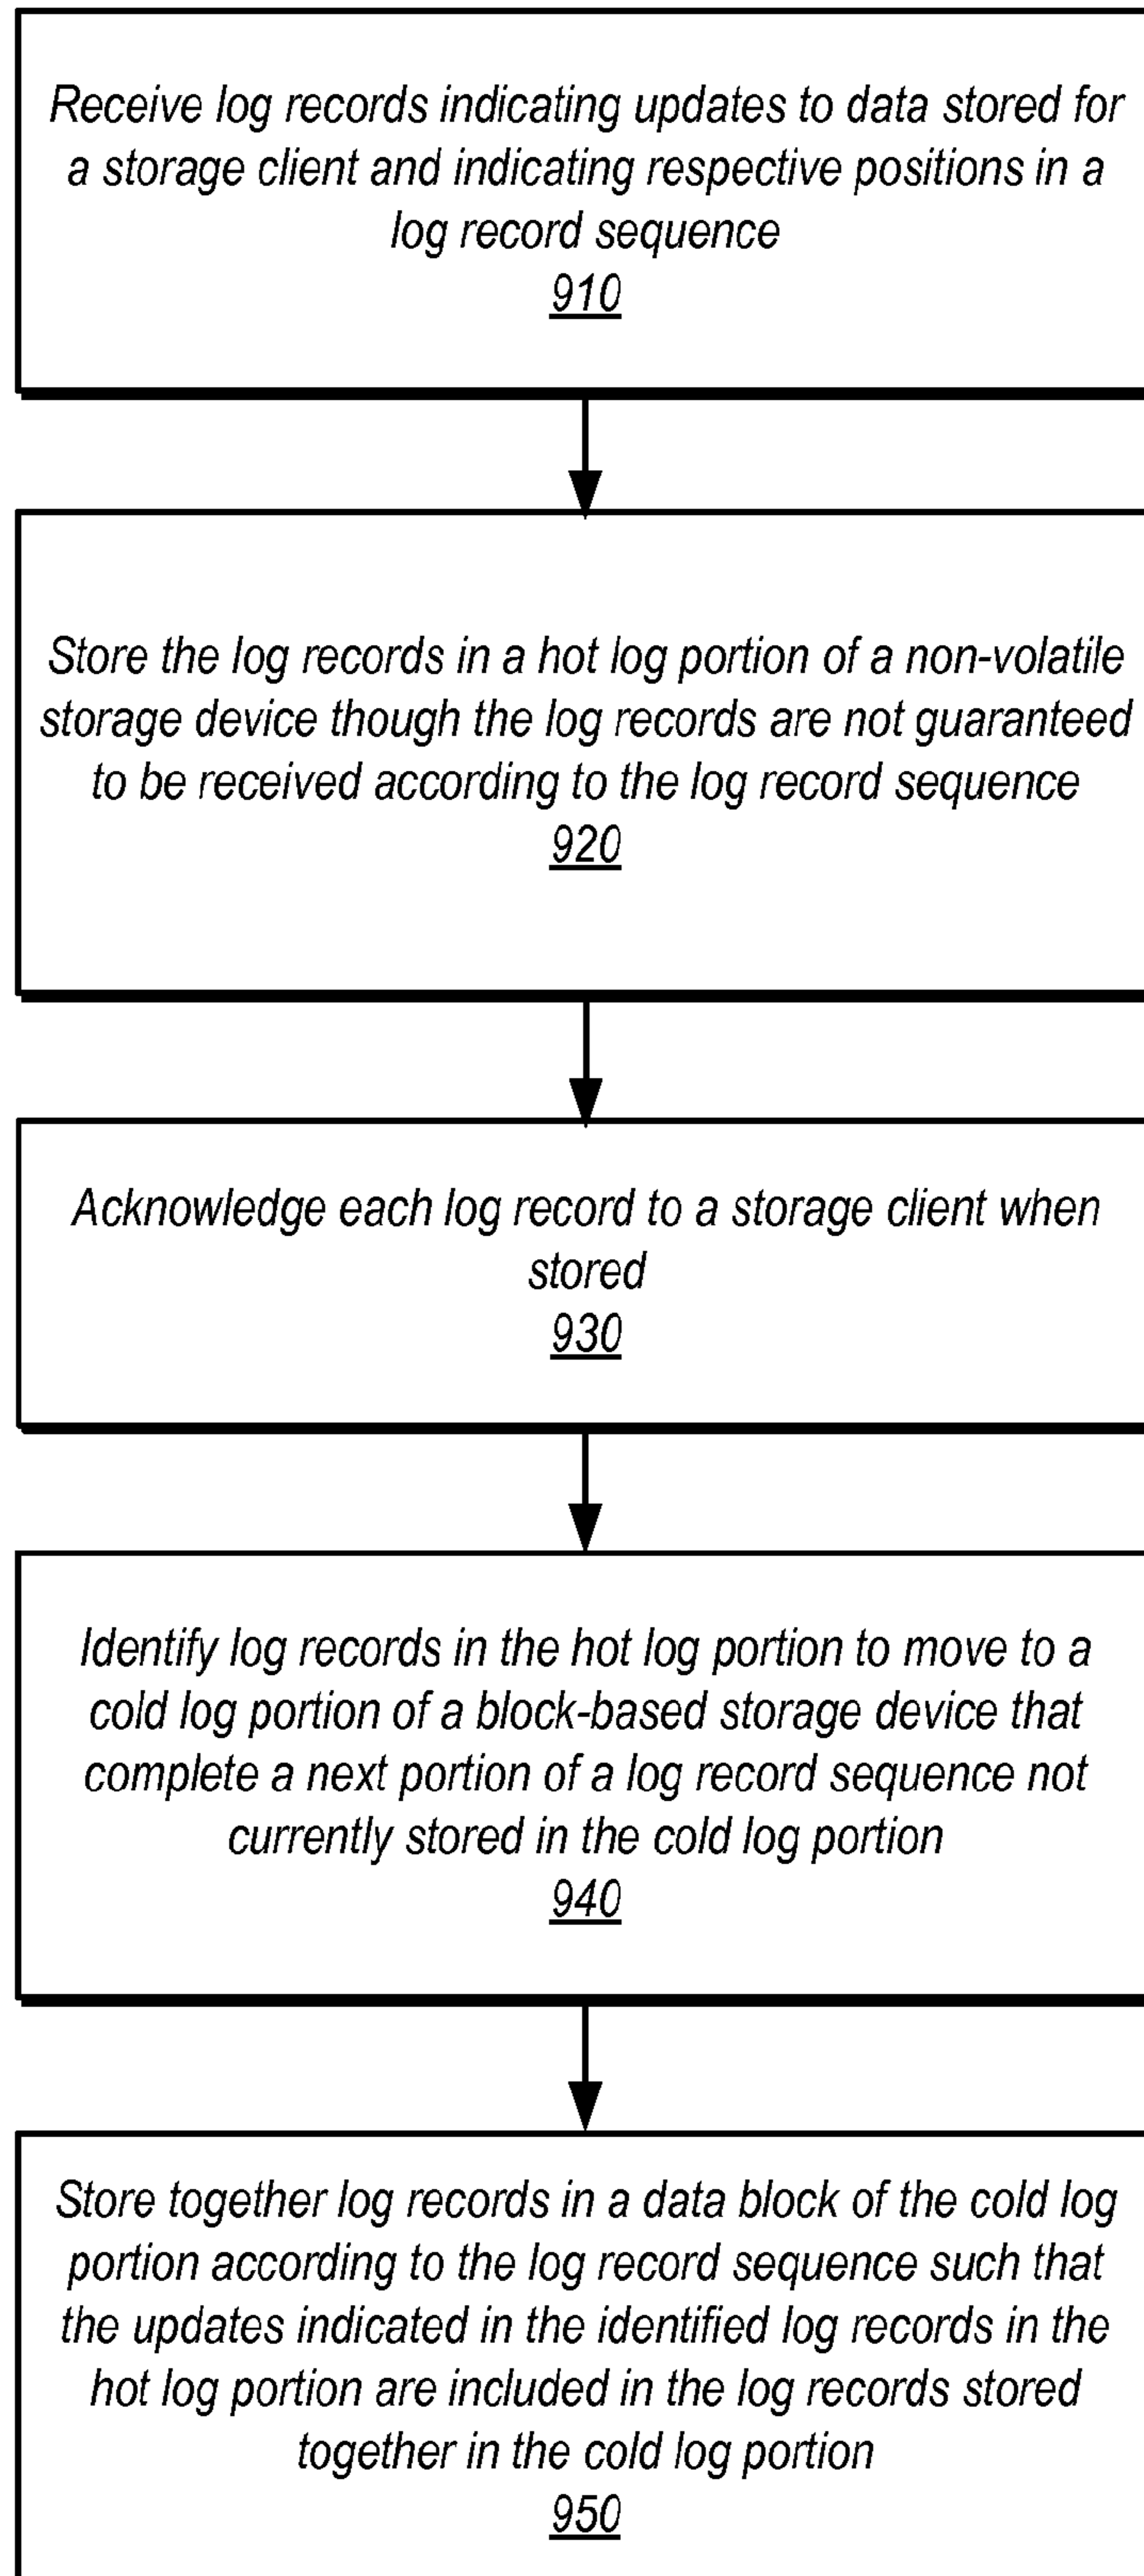 Receive log records indicating updates to data stored for
a storage client and indicating respective positions in a
log record sequence
910
Store the log records in a hot log portion of a non-volatile
storage device though the log records are not guaranteed
to be received according to the log record sequence
920
Acknowledge each log record to a storage client when
stored
930
Identify log records in the hot log portion to move to a
cold log portion of a block-based storage device that
complete a next portion of a log record sequence not
currently stored in the cold log portion
940
Store together log records in a data block of the cold log
portion according to the log record sequence such that
the updates indicated in the identified log records in the
hot log portion are included in the log records stored
together in the cold log portion
950